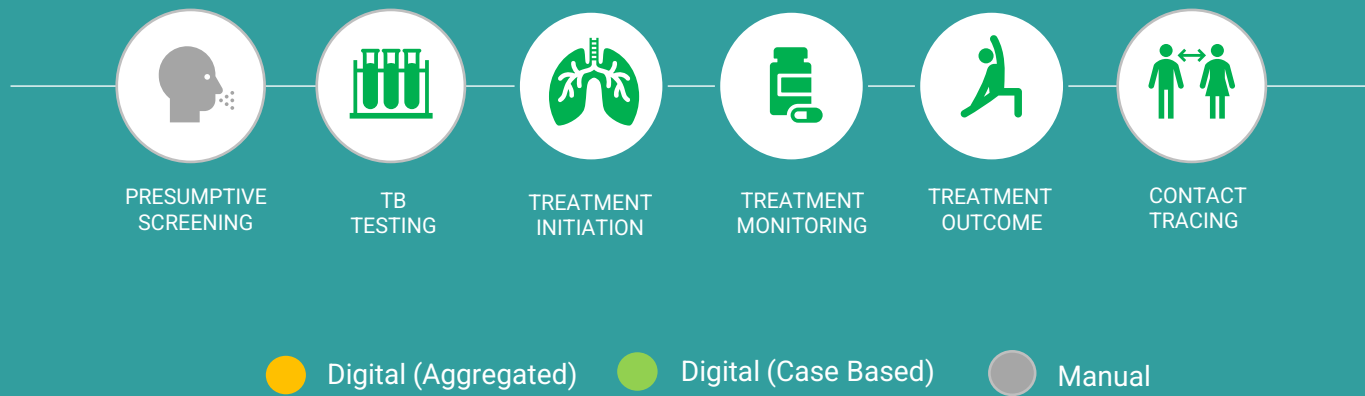 PRESUMPTIVE
SCREENING
TB
TESTING
TREATMENT
INITIATION
TREATMENT
MONITORING
TREATMENT
OUTCOME
CONTACT
TRACING
Digital (Aggregated)
Digital (Case Based)
Manual